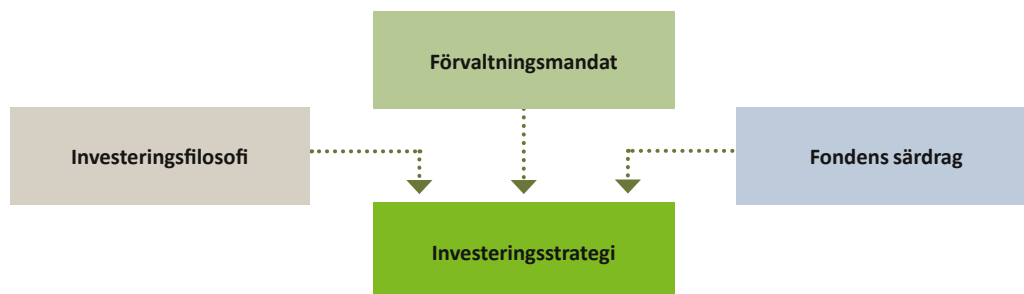 Förvaltningsmandat
Investeringsfilosofi
Fondens särdrag
Investeringsstrategi